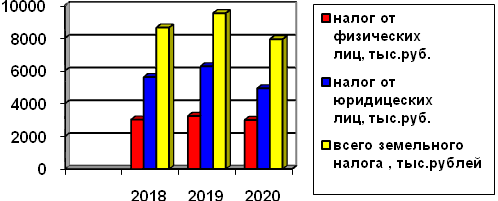 10000
8000
6000
4000
2000
0
2018 2019 2020
налог от
физических
лиц, тыс.руб.
налог от
юридицеских
лиц, тыс.руб.
всего земельного
налога , тыс.рублей